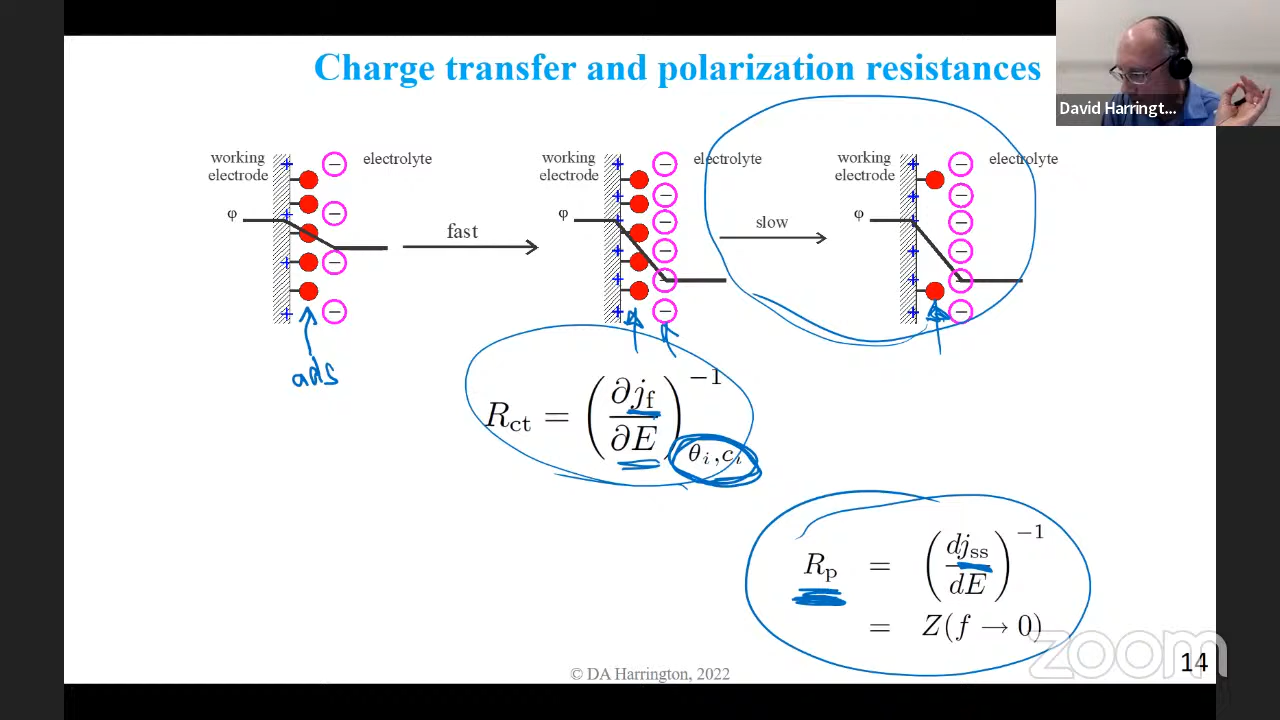 Charge transfer and polarization resistances
David Harringt...
working electrode
electrolyte
φ
fast
working electrode
electrolyte
φ
slow
working electrode
electrolyte
φ
ads
R_ct = (∂j_f / ∂E)^{-1}_{θ_i, c_i}
R_p = (dj_ss / dE)^{-1}
= Z(f → 0)
© DA Harrington, 2022
zoom
14